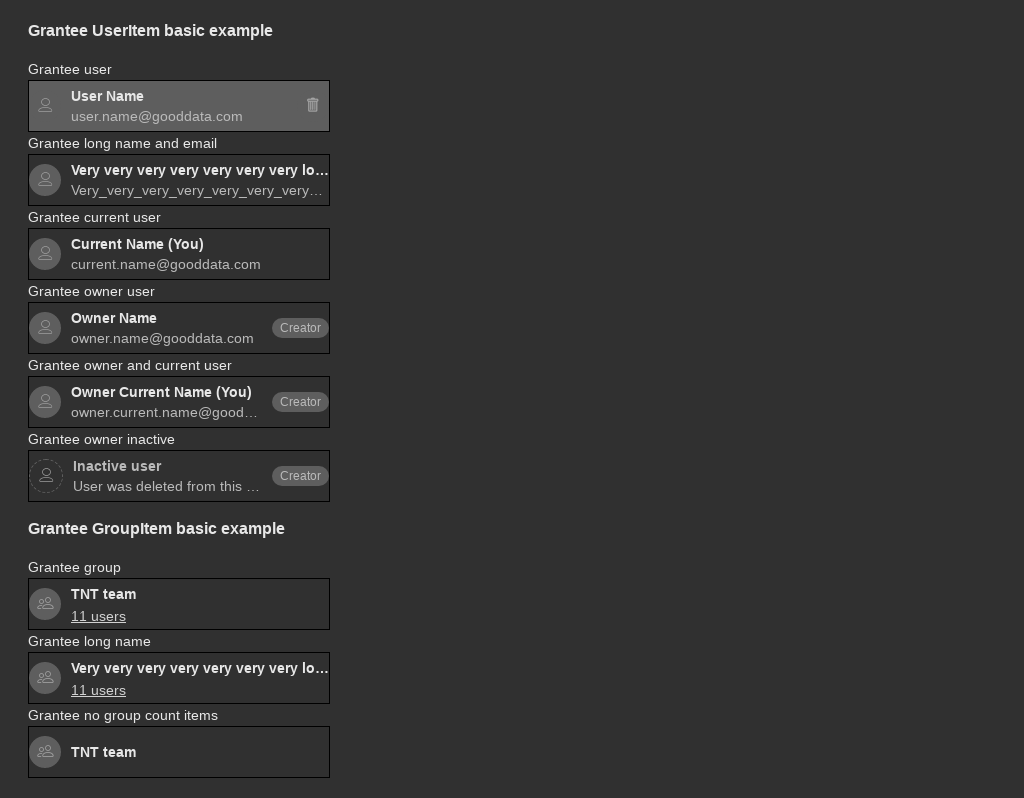 Grantee UserItem basic example
Grantee user
User Name
user.name@gooddata.com
Grantee long name and email
Very very very very very very very lo...
Very_very_very_very_very_very_very...
Grantee current user
Current Name (You)
current.name@gooddata.com
Grantee owner user
Owner Name
owner.name@gooddata.com
Creator
Grantee owner and current user
Owner Current Name (You)
owner.current.name@good...
Creator
Grantee owner inactive
Inactive user
User was deleted from this ...
Creator
Grantee GroupItem basic example
Grantee group
TNT team
11 users
Grantee long name
Very very very very very very very lo...
11 users
Grantee no group count items
TNT team